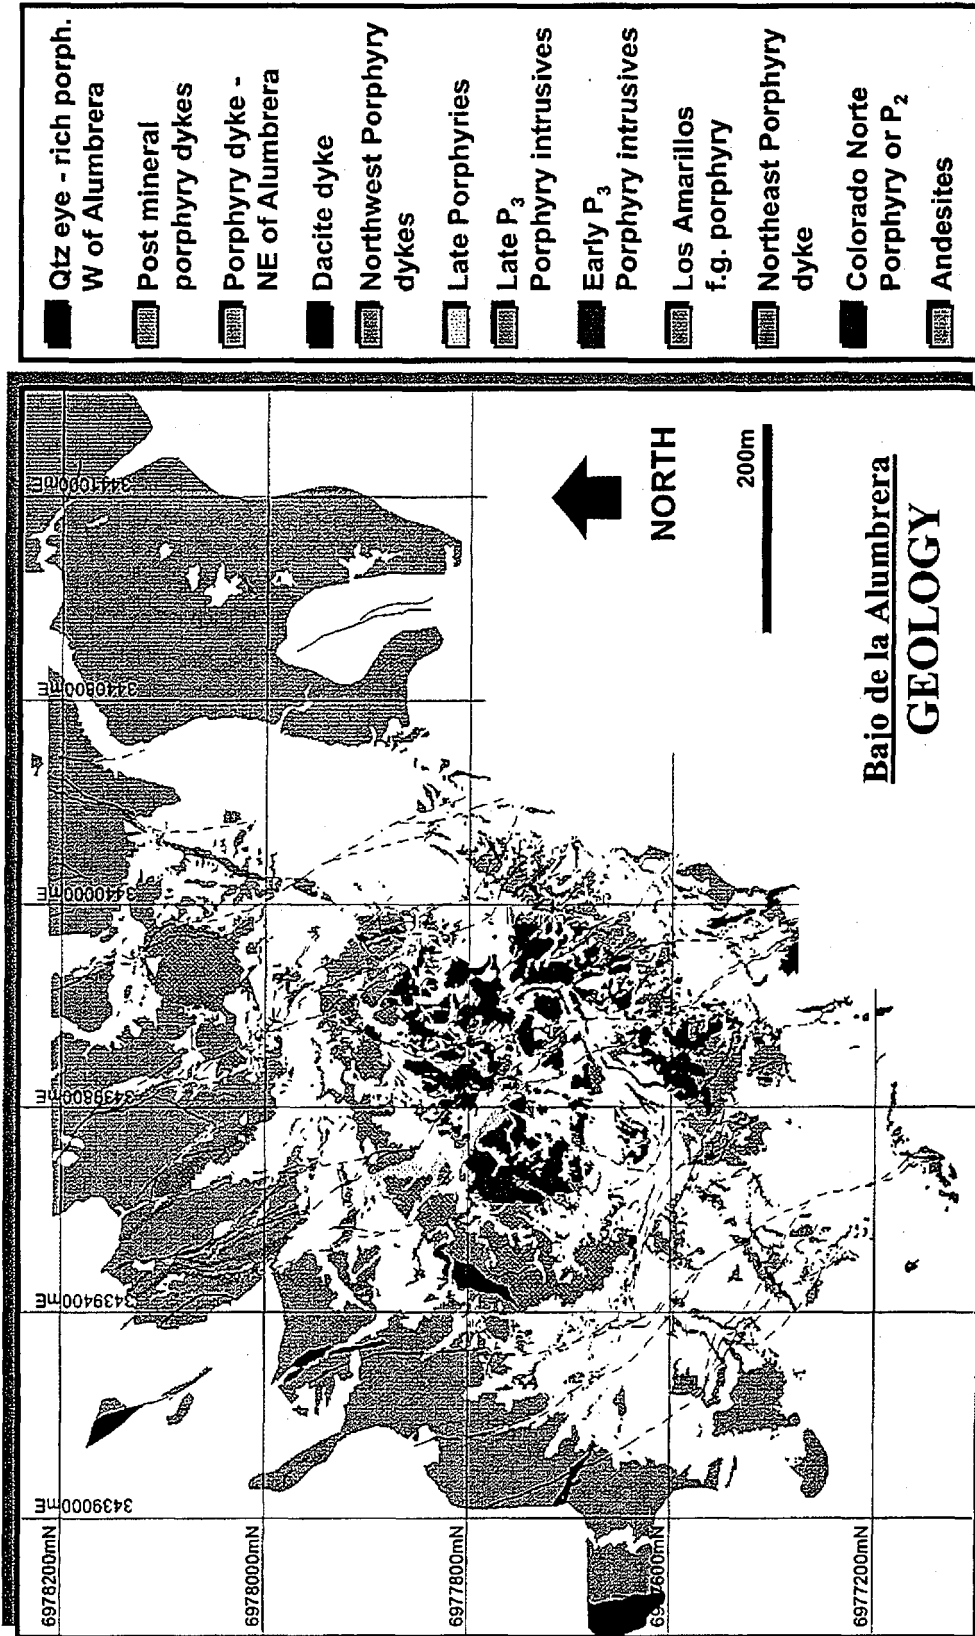 Qtz eye - rich porph.
W of Alumbrera
Post mineral
porphyry dykes
Porphyry dyke -
NE of Alumbrera
Dacite dyke
Northwest Porphyry
dykes
Late Porphyries
Late P3
Porphyry intrusives
Early P3
Porphyry intrusives
Los Amarillos
f.g. porphyry
Northeast Porphyry
dyke
Colorado Norte
Porphyry or P2
Andesites
3439000mE
3439400mE
3439800mE
3440000mE
3440800mE
3441000mE
6978200mN
6978000mN
6977800mN
6977600mN
6977200mN
NORTH
200m
Bajo de la Alumbrera
GEOLOGY